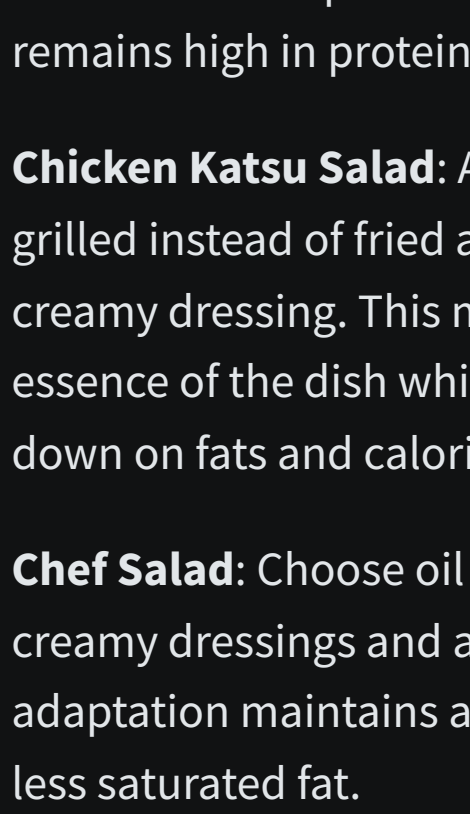 remains high in protein
Chicken Katsu Salad: A
grilled instead of fried a
creamy dressing. This
essence of the dish whi
down on fats and calori
Chef Salad: Choose oil
creamy dressings and a
adaptation maintains a
less saturated fat.